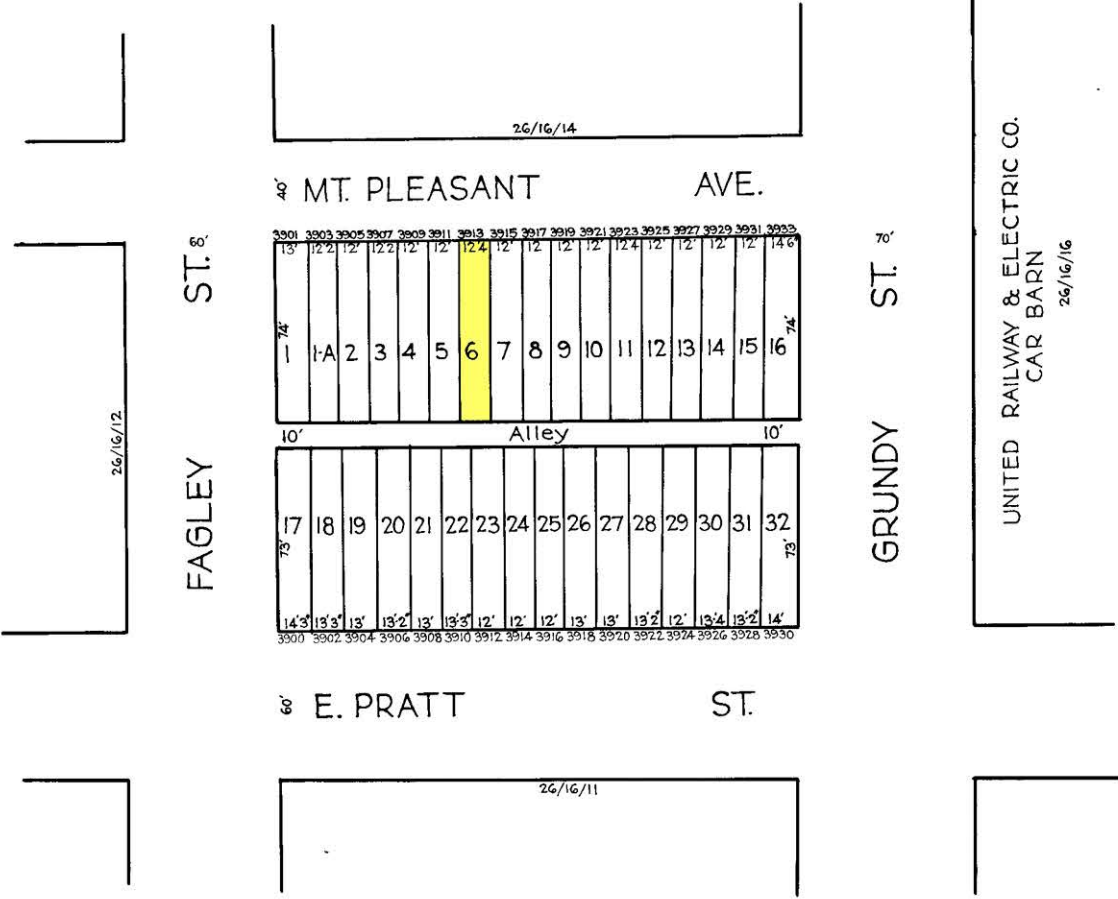 26/16/14
40' MT. PLEASANT AVE.
3901 3903 3905 3907 3909 3911 3913 3915 3917 3919 3921 3923 3925 3927 3929 3931 3933
13' 12'2 12' 12'2 12' 12' 12'4 12' 12' 12' 12' 12'4 12' 12' 12' 12' 14'6"
74' 74'
1 1-A 2 3 4 5 6 7 8 9 10 11 12 13 14 15 16
10' Alley 10'
17 18 19 20 21 22 23 24 25 26 27 28 29 30 31 32
73' 73'
14'3" 13'3" 13' 13'2" 13' 13'3" 12' 12' 12' 13' 13' 13'2" 12' 13'4 13'2" 14'
3900 3902 3904 3906 3908 3910 3912 3914 3916 3918 3920 3922 3924 3926 3928 3930
60' E. PRATT ST.
26/16/11
26/16/12
60'
FAGLEY ST.
70'
GRUNDY ST.
UNITED RAILWAY & ELECTRIC CO.
CAR BARN
26/16/16